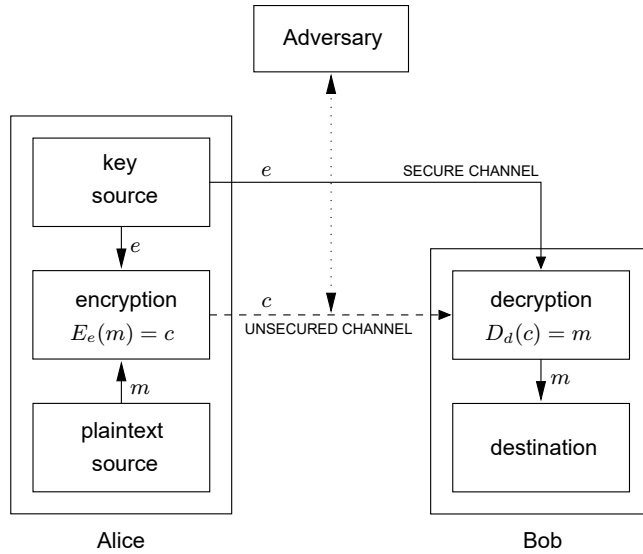 Adversary
key
source
e
SECURE CHANNEL
e
encryption
E_e(m) = c
c
UNSECURED CHANNEL
decryption
D_d(c) = m
m
m
plaintext
source
destination
Alice
Bob